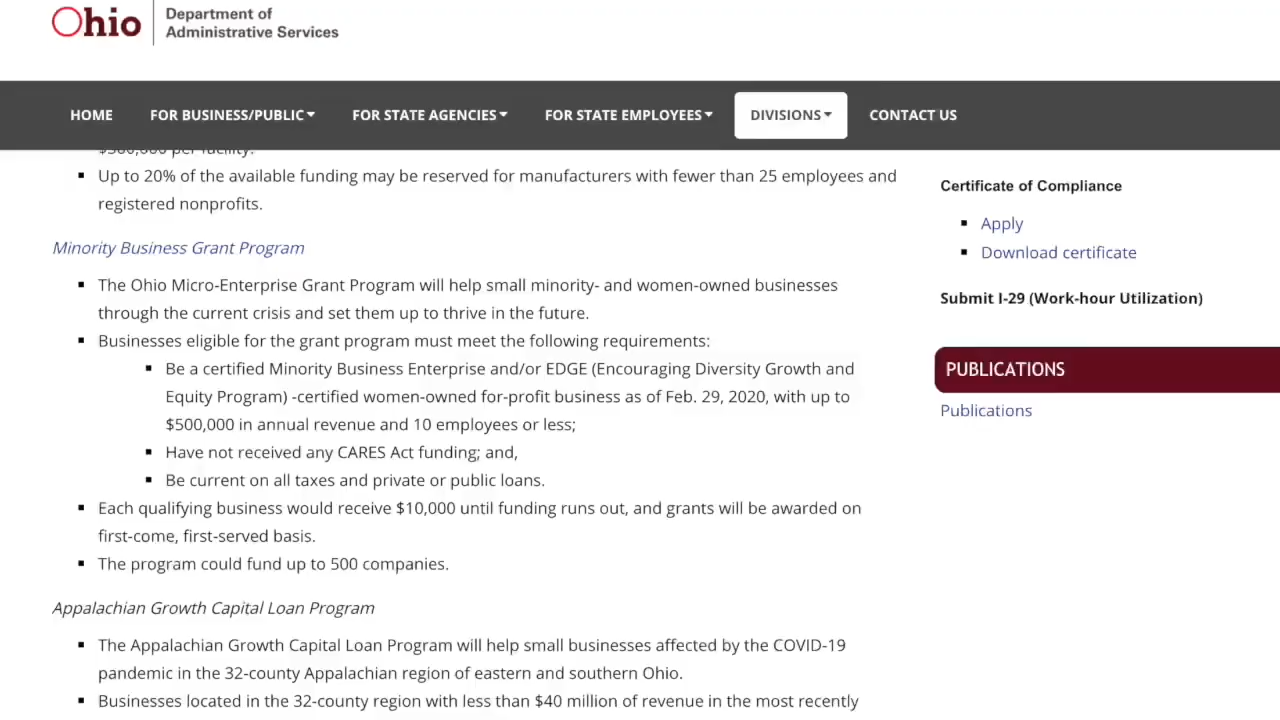 Ohio
Department of
Administrative Services
HOME FOR BUSINESS/PUBLIC FOR STATE AGENCIES FOR STATE EMPLOYEES DIVISIONS CONTACT US
per facility.
Up to 20% of the available funding may be reserved for manufacturers with fewer than 25 employees and
registered nonprofits.
Minority Business Grant Program
The Ohio Micro-Enterprise Grant Program will help small minority- and women-owned businesses
through the current crisis and set them up to thrive in the future.
Businesses eligible for the grant program must meet the following requirements:
Be a certified Minority Business Enterprise and/or EDGE (Encouraging Diversity Growth and
Equity Program) -certified women-owned for-profit business as of Feb. 29, 2020, with up to
$500,000 in annual revenue and 10 employees or less;
Have not received any CARES Act funding; and,
Be current on all taxes and private or public loans.
Each qualifying business would receive $10,000 until funding runs out, and grants will be awarded on
first-come, first-served basis.
The program could fund up to 500 companies.
Appalachian Growth Capital Loan Program
The Appalachian Growth Capital Loan Program will help small businesses affected by the COVID-19
pandemic in the 32-county Appalachian region of eastern and southern Ohio.
Businesses located in the 32-county region with less than $40 million of revenue in the most recently
Certificate of Compliance
Apply
Download certificate
Submit I-29 (Work-hour Utilization)
PUBLICATIONS
Publications